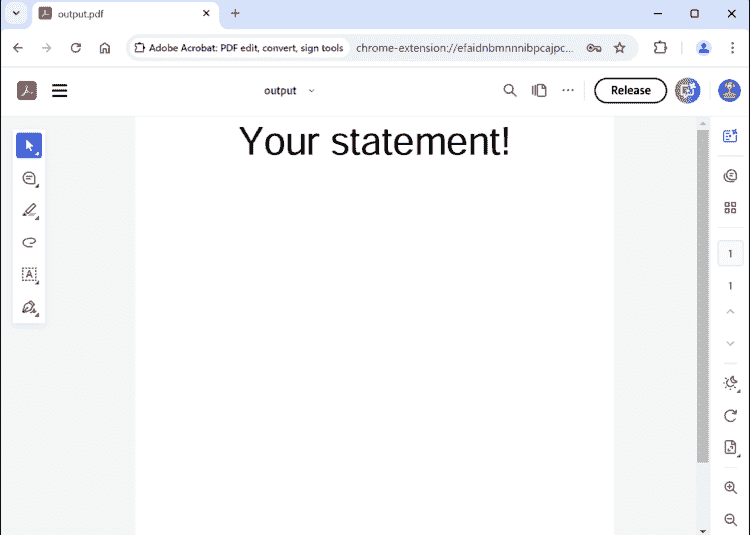 output.pdf
Adobe Acrobat: PDF edit, convert, sign tools
chrome-extension://efaidnbmnnnibpcajpc...
output
Release
Your statement!
A
1
1